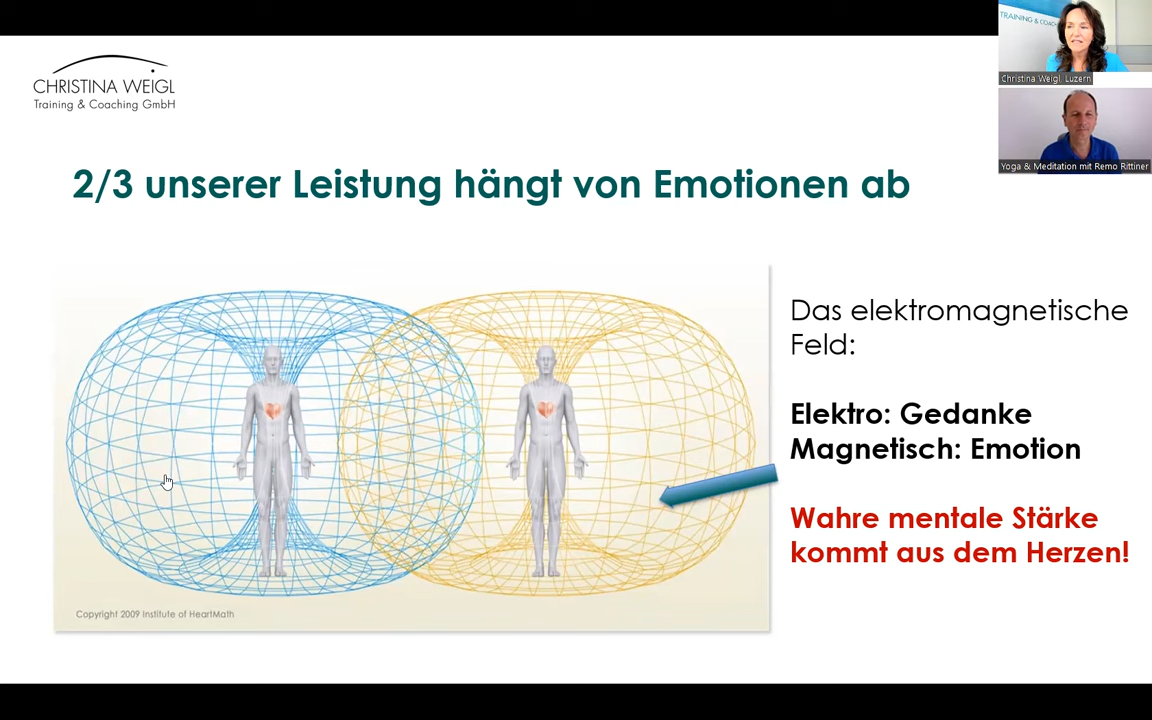 CHRISTINA WEIGL
Training & Coaching GmbH
TRAINING & COACH
Christina Weigl, Luzern
Yoga & Meditation mit Remo Rittiner
2/3 unserer Leistung hängt von Emotionen ab
Das elektromagnetische
Feld:
Elektro: Gedanke
Magnetisch: Emotion
Wahre mentale Stärke
kommt aus dem Herzen!
Copyright 2009 Institute of HeartMath